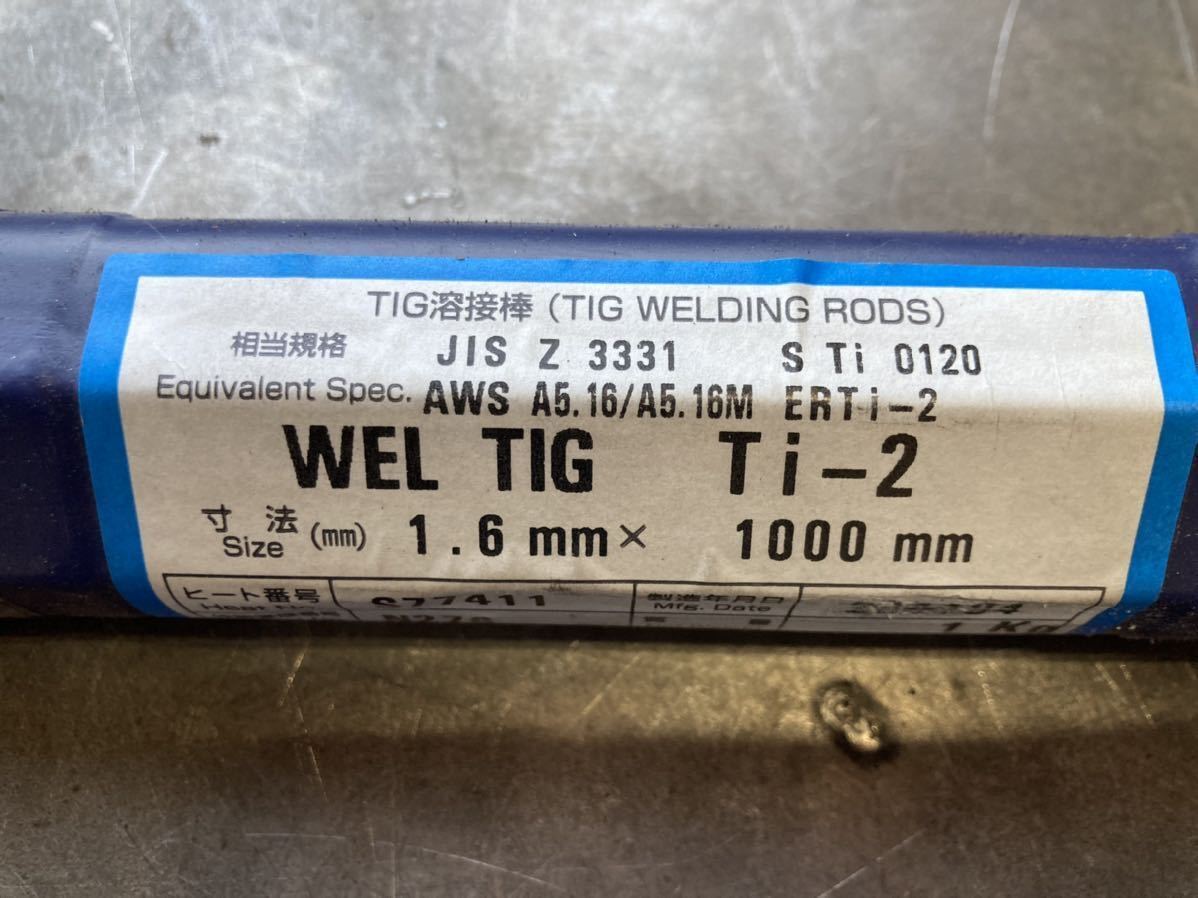 TIG溶接棒 (TIG WELDING RODS)
相当規格 JIS Z 3331 S Ti 0120
Equivalent Spec. AWS A5.16/A5.16M ERTi-2
WEL TIG Ti-2
寸法 Size (mm) 1.6 mm× 1000 mm
ヒート番号 製造年月日
Mfg. Date
1 Kg